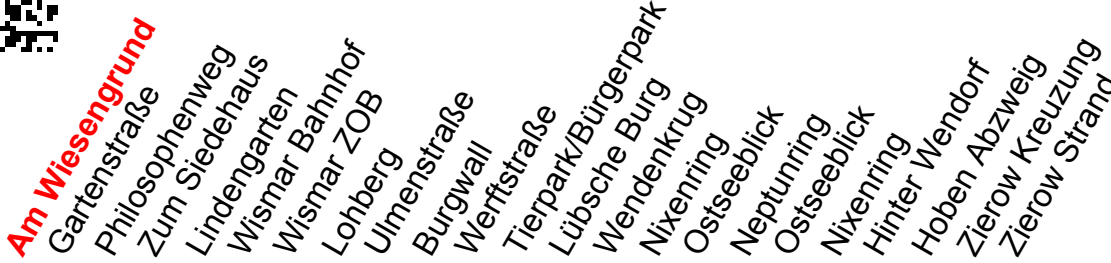 Am Wiesengrund
Gartenstraße
Philosophenweg
Zum Siedehaus
Lindengarten
Wismar Bahnhof
Wismar ZOB
Lohberg
Ulmenstraße
Burgwall
Werftstraße
Tierpark/Bürgerpark
Lübsche Burg
Wendenkrug
Nixenring
Ostseeblick
Neptunring
Ostseeblick
Nixenring
Hinter Wendorf
Hoben Abzweig
Zierow Kreuzung
Zierow Strand